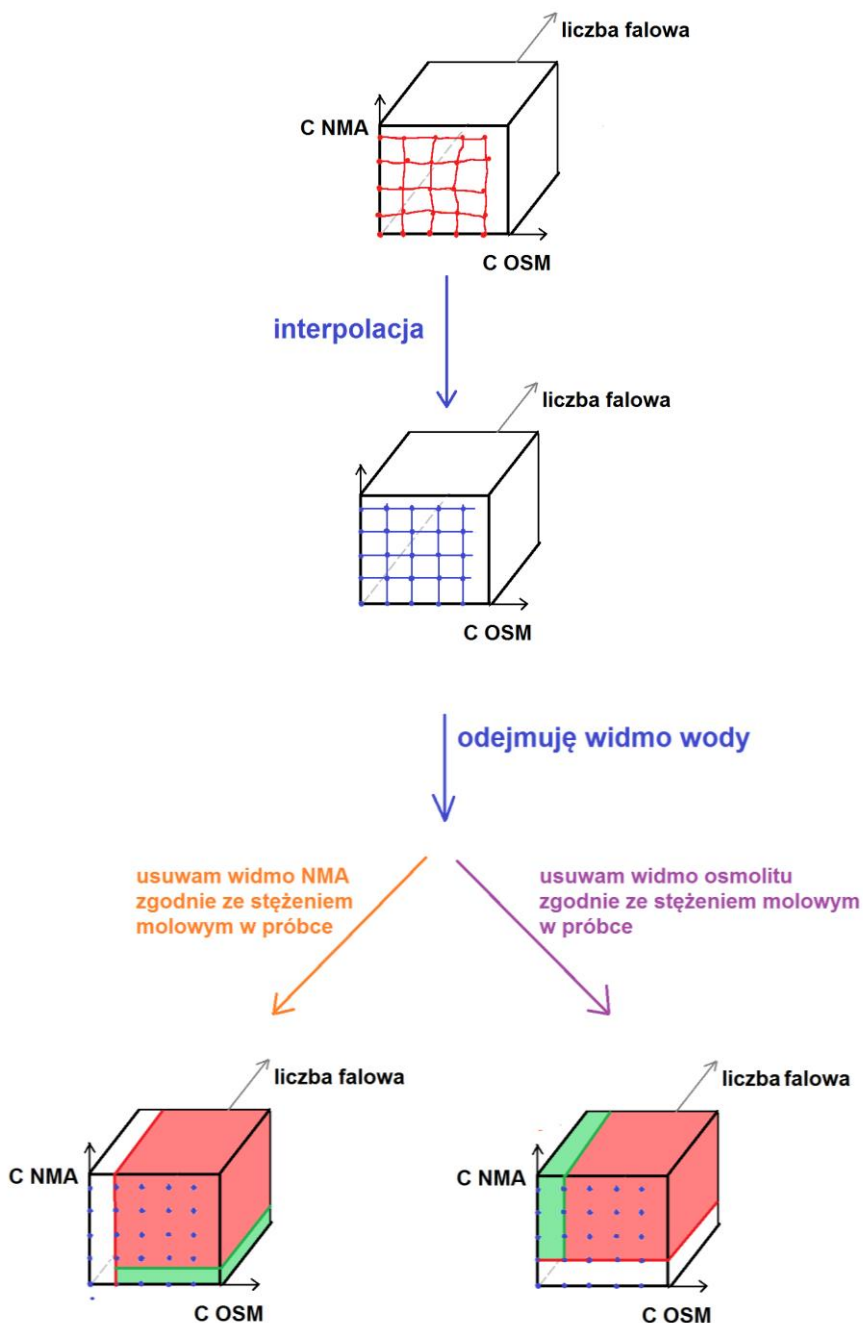 liczba falowa
C NMA
C OSM
interpolacja
liczba falowa
C OSM
odejmuję widmo wody
usuwam widmo NMA
zgodnie ze stężeniem
molowym w próbce
usuwam widmo osmolitu
zgodnie ze stężeniem molowym
w próbce
liczba falowa
C NMA
C OSM
liczba falowa
C NMA
C OSM